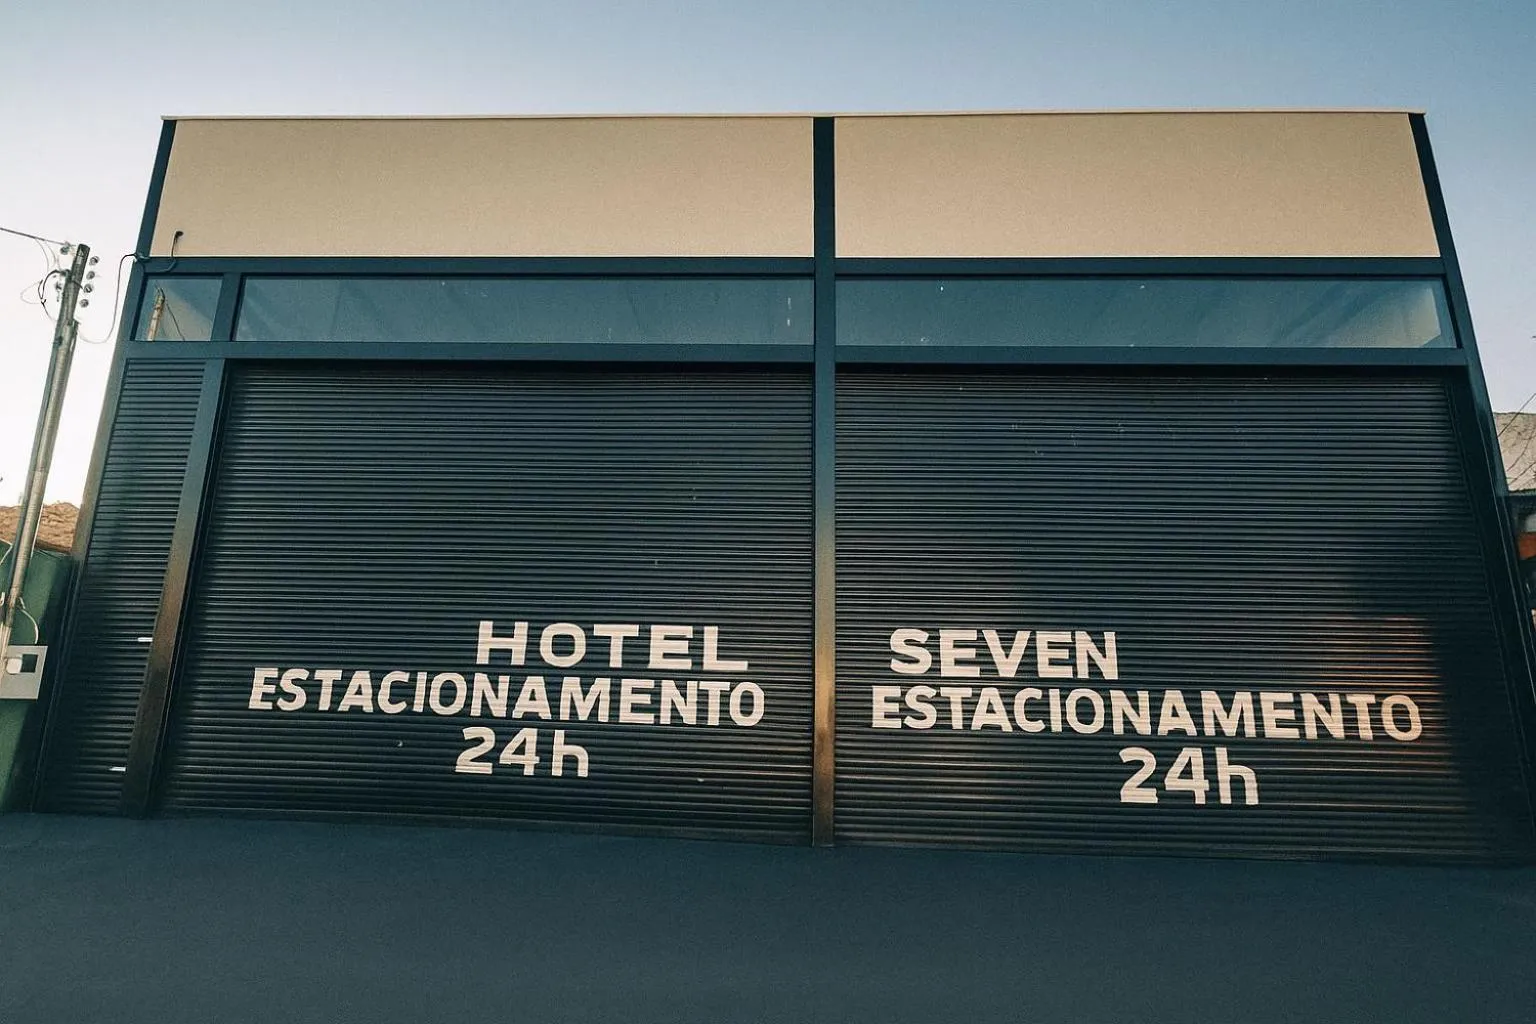 HOTEL
ESTACIONAMENTO
24h
SEVEN
ESTACIONAMENTO
24h